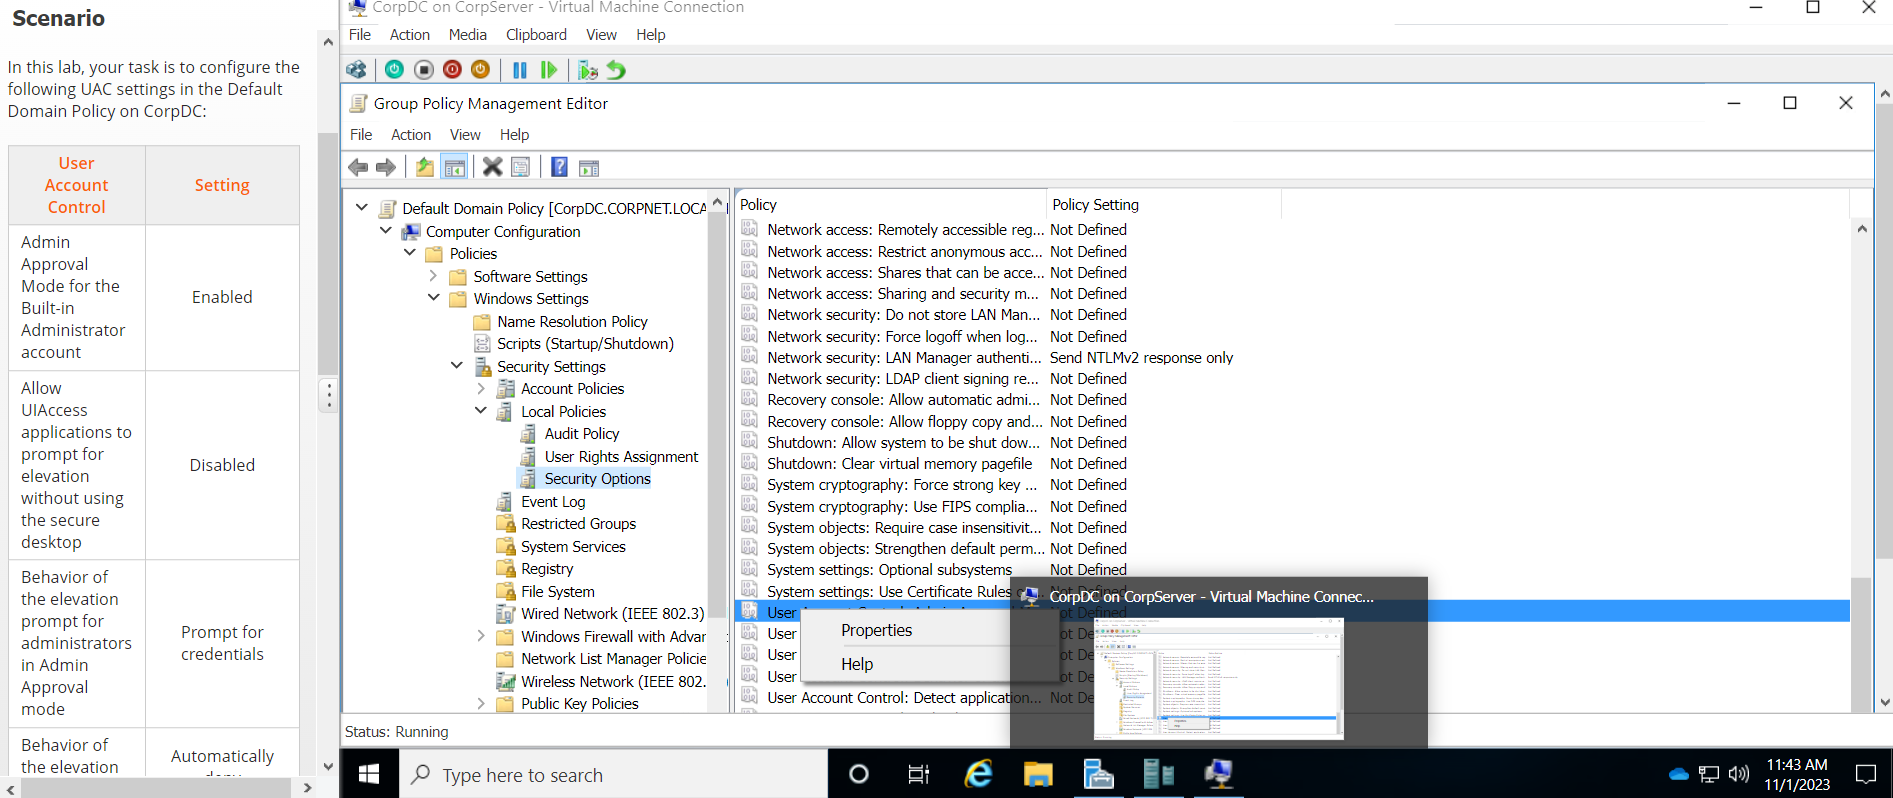 Scenario
In this lab, your task is to configure the
following UAC settings in the Default
Domain Policy on CorpDC:
User
Account
Control
Setting
Admin
Approval
Mode for the
Built-in
Administrator
account
Enabled
Allow
UIAccess
applications to
prompt for
elevation
without using
the secure
desktop
Disabled
Behavior of
the elevation
prompt for
administrators
in Admin
Approval
mode
Prompt for
credentials
Behavior of
the elevation
Automatically
CorpDC on CorpServer - Virtual Machine Connection
File Action Media Clipboard View Help
Group Policy Management Editor
File Action View Help
Default Domain Policy [CorpDC.CORPNET.LOCA
Computer Configuration
Policies
Software Settings
Windows Settings
Name Resolution Policy
Scripts (Startup/Shutdown)
Security Settings
Account Policies
Local Policies
Audit Policy
User Rights Assignment
Security Options
Event Log
Restricted Groups
System Services
Registry
File System
Wired Network (IEEE 802.3)
Windows Firewall with Advar
Network List Manager Policie
Wireless Network (IEEE 802.
Public Key Policies
Policy Policy Setting
Network access: Remotely accessible reg... Not Defined
Network access: Restrict anonymous acc... Not Defined
Network access: Shares that can be acce... Not Defined
Network access: Sharing and security m... Not Defined
Network security: Do not store LAN Man... Not Defined
Network security: Force logoff when log... Not Defined
Network security: LAN Manager authenti... Send NTLMv2 response only
Network security: LDAP client signing re... Not Defined
Recovery console: Allow automatic admi... Not Defined
Recovery console: Allow floppy copy and... Not Defined
Shutdown: Allow system to be shut dow... Not Defined
Shutdown: Clear virtual memory pagefile Not Defined
System cryptography: Force strong key ... Not Defined
System cryptography: Use FIPS complia... Not Defined
System objects: Require case insensitivit... Not Defined
System objects: Strengthen default perm... Not Defined
System settings: Optional subsystems Not Defined
System settings: Use Certificate Rules
User
User
User
User
User Account Control: Detect application... Not De
Properties
Help
CorpDC on CorpServer - Virtual Machine Connec...
Status: Running
Type here to search
11:43 AM
11/1/2023